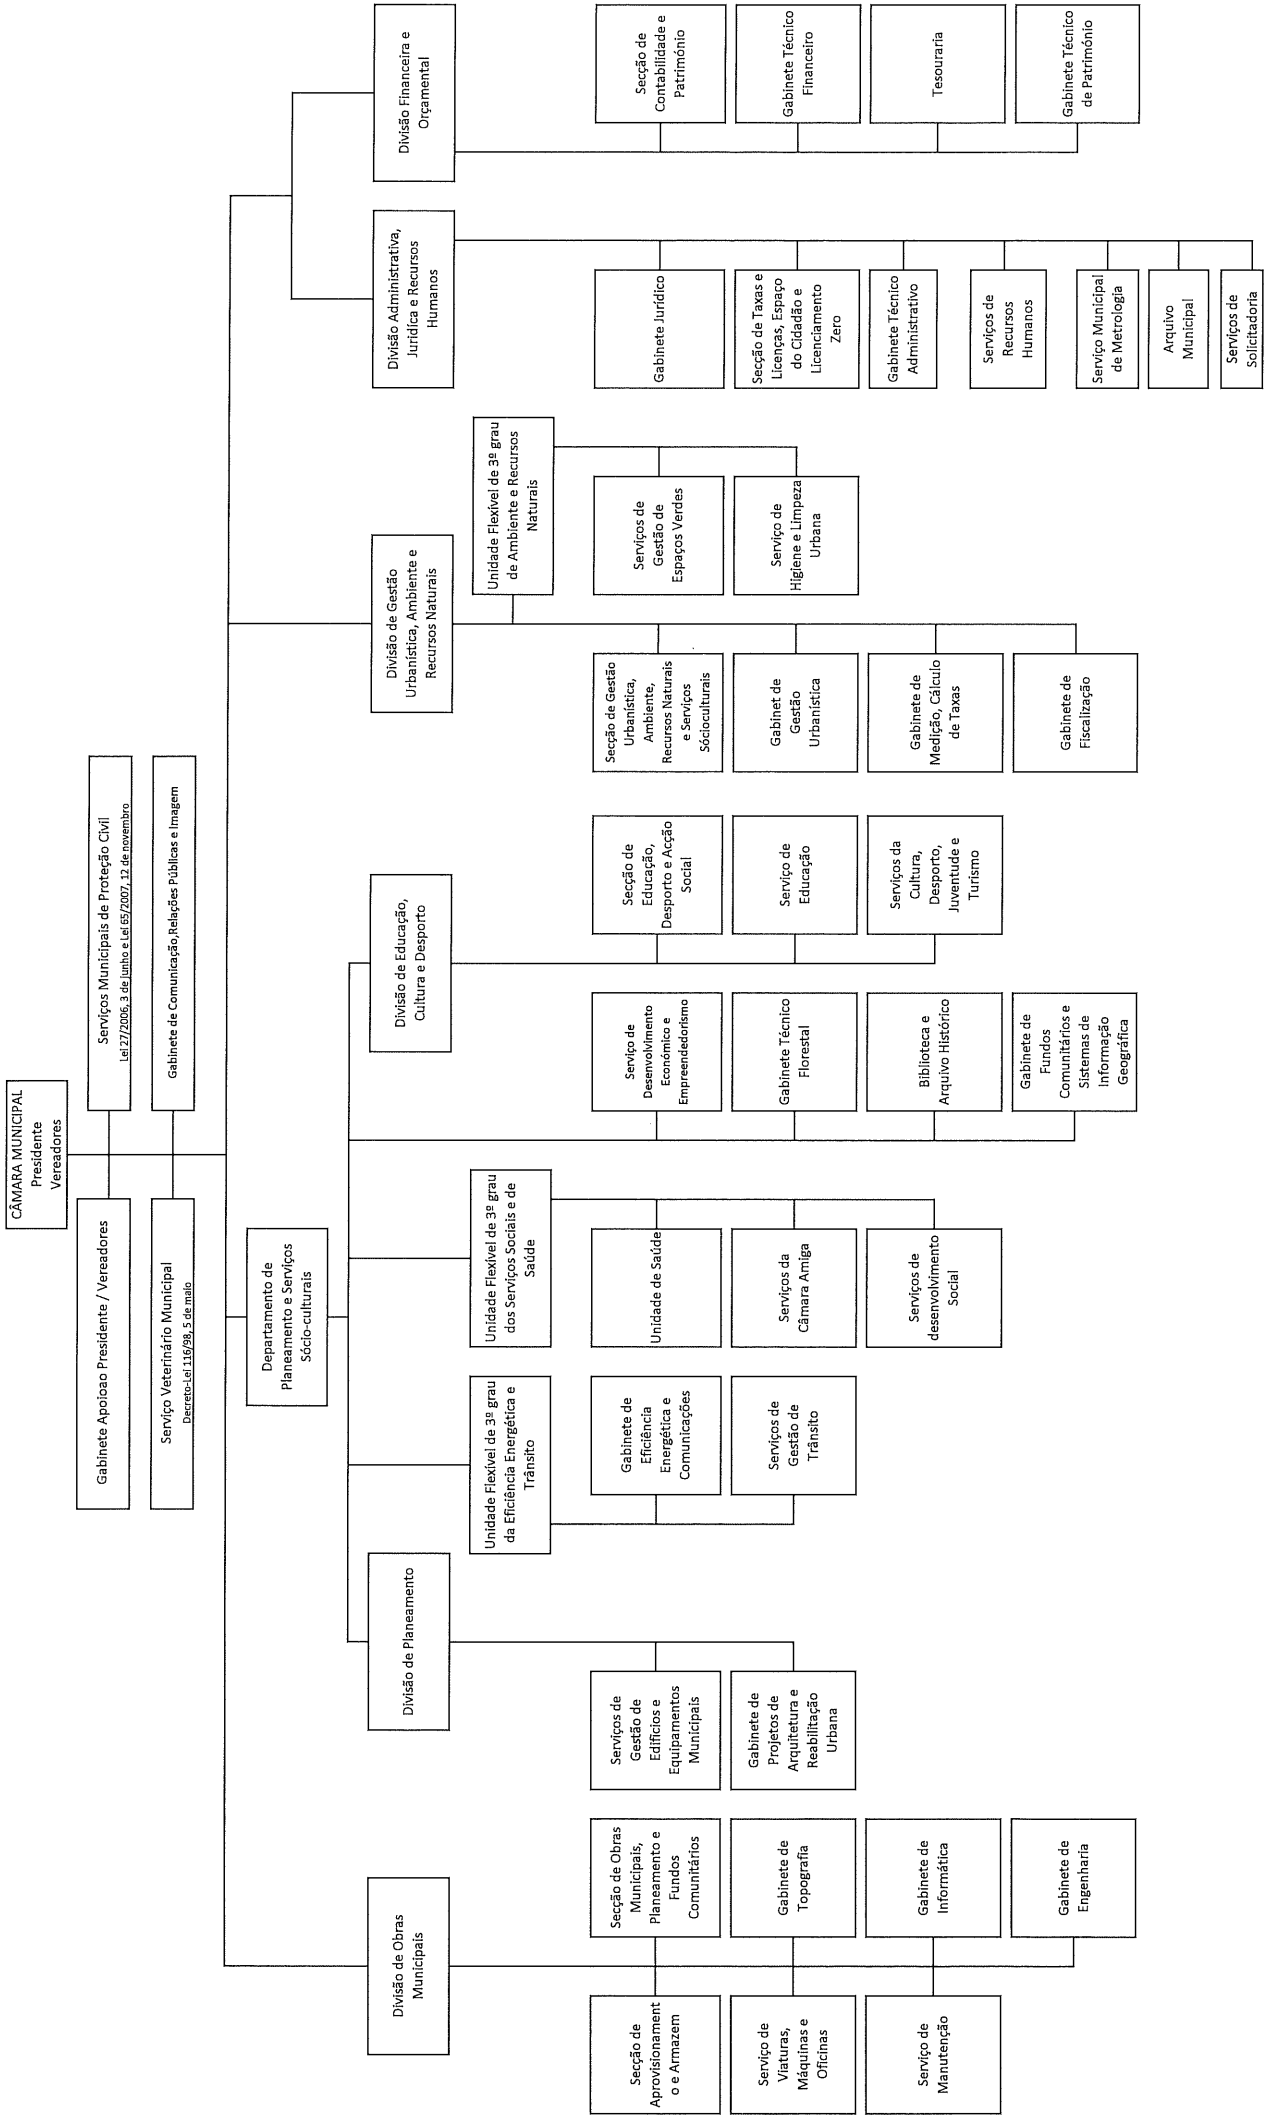 CÂMARA MUNICIPAL
Presidente
Vereadores
Gabinete Apoioao Presidente / Vereadores
Serviços Municipais de Proteção Civil
Lei 27/2006, 3 de junho e Lei 65/2007, 12 de novembro
Serviço Veterinário Municipal
Decreto-Lei 116/98, 5 de maio
Gabinete de Comunicação,Relações Públicas e Imagem
Departamento de
Planeamento e Serviços
Sócio-culturais
Divisão de Obras
Municipais
Divisão de Planeamento
Divisão de Educação,
Cultura e Desporto
Divisão de Gestão
Urbanística, Ambiente e
Recursos Naturais
Divisão Administrativa,
Jurídica e Recursos
Humanos
Divisão Financeira e
Orçamental
Unidade Flexível de 3º grau
da Eficiência Energética e
Trânsito
Unidade Flexível de 3º grau
dos Serviços Sociais e de
Saúde
Unidade Flexível de 3º grau
de Ambiente e Recursos
Naturais
Secção de
Aprovisionament
o e Armazem
Secção de Obras
Municipais,
Planeamento e
Fundos
Comunitários
Serviços de
Gestão de
Edifícios e
Equipamentos
Municipais
Gabinete de
Eficiência
Energética e
Comunicações
Unidade de Saúde
Serviço de
Desenvolvimento
Económico e
Empreendedorismo
Secção de
Educação,
Desporto e Acção
Social
Secção de Gestão
Urbanística,
Ambiente,
Recursos Naturais
e Serviços
Sócioculturais
Serviços de
Gestão de
Espaços Verdes
Gabinete Jurídico
Secção de
Contabilidade e
Património
Serviço de
Viaturas,
Máquinas e
Oficinas
Gabinete de
Topografia
Gabinete de
Projetos de
Arquitetura e
Reabilitação
Urbana
Serviços de
Gestão de
Trânsito
Serviços da
Câmara Amiga
Gabinete Técnico
Florestal
Serviço de
Educação
Gabinet de
Gestão
Urbanística
Serviço de
Higiene e Limpeza
Urbana
Secção de Taxas e
Licenças, Espaço
do Cidadão e
Licenciamento
Zero
Gabinete Técnico
Financeiro
Serviço de
Manutenção
Gabinete de
Informática
Serviços de
desenvolvimento
Social
Biblioteca e
Arquivo Histórico
Serviços da
Cultura,
Desporto,
Juventude e
Turismo
Gabinete de
Medição, Cálculo
de Taxas
Gabinete Técnico
Administrativo
Tesouraria
Gabinete de
Engenharia
Gabinete de
Fundos
Comunitários e
Sistemas de
Informação
Geográfica
Gabinete de
Fiscalização
Serviços de
Recursos
Humanos
Gabinete Técnico
de Património
Serviço Municipal
de Metrologia
Arquivo
Municipal
Serviços de
Solicitadoria